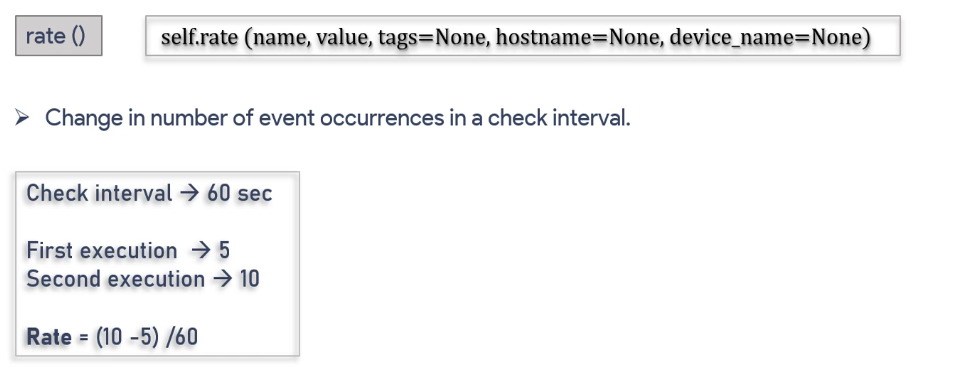 rate ()
self.rate (name, value, tags=None, hostname=None, device_name=None)
➢ Change in number of event occurrences in a check interval.
Check interval → 60 sec
First execution → 5
Second execution → 10
Rate = (10 -5) /60